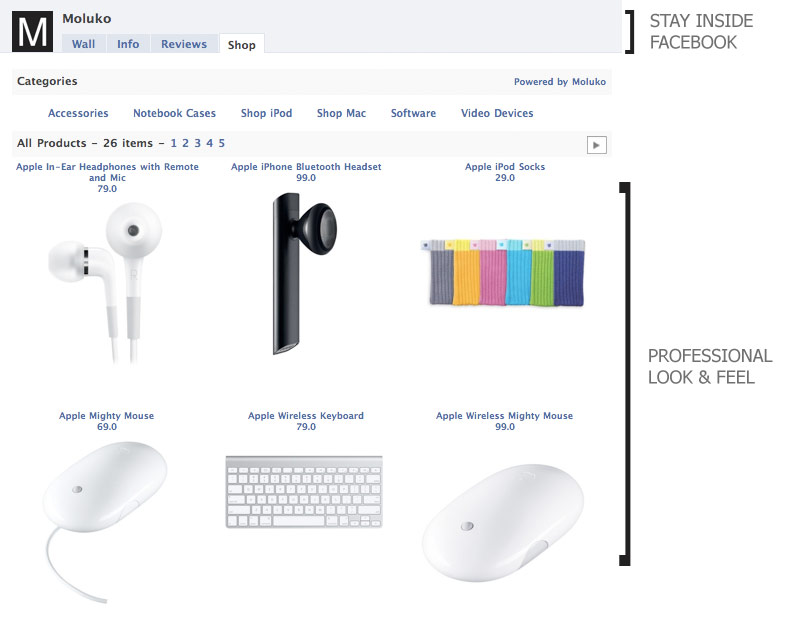 M
Moluko
Wall Info Reviews Shop
STAY INSIDE
FACEBOOK
Categories
Powered by Moluko
Accessories Notebook Cases Shop iPod Shop Mac Software Video Devices
All Products - 26 items - 1 2 3 4 5
Apple In-Ear Headphones with Remote
and Mic
79.0
Apple iPhone Bluetooth Headset
99.0
Apple iPod Socks
29.0
PROFESSIONAL
LOOK & FEEL
Apple Mighty Mouse
69.0
Apple Wireless Keyboard
79.0
Apple Wireless Mighty Mouse
99.0